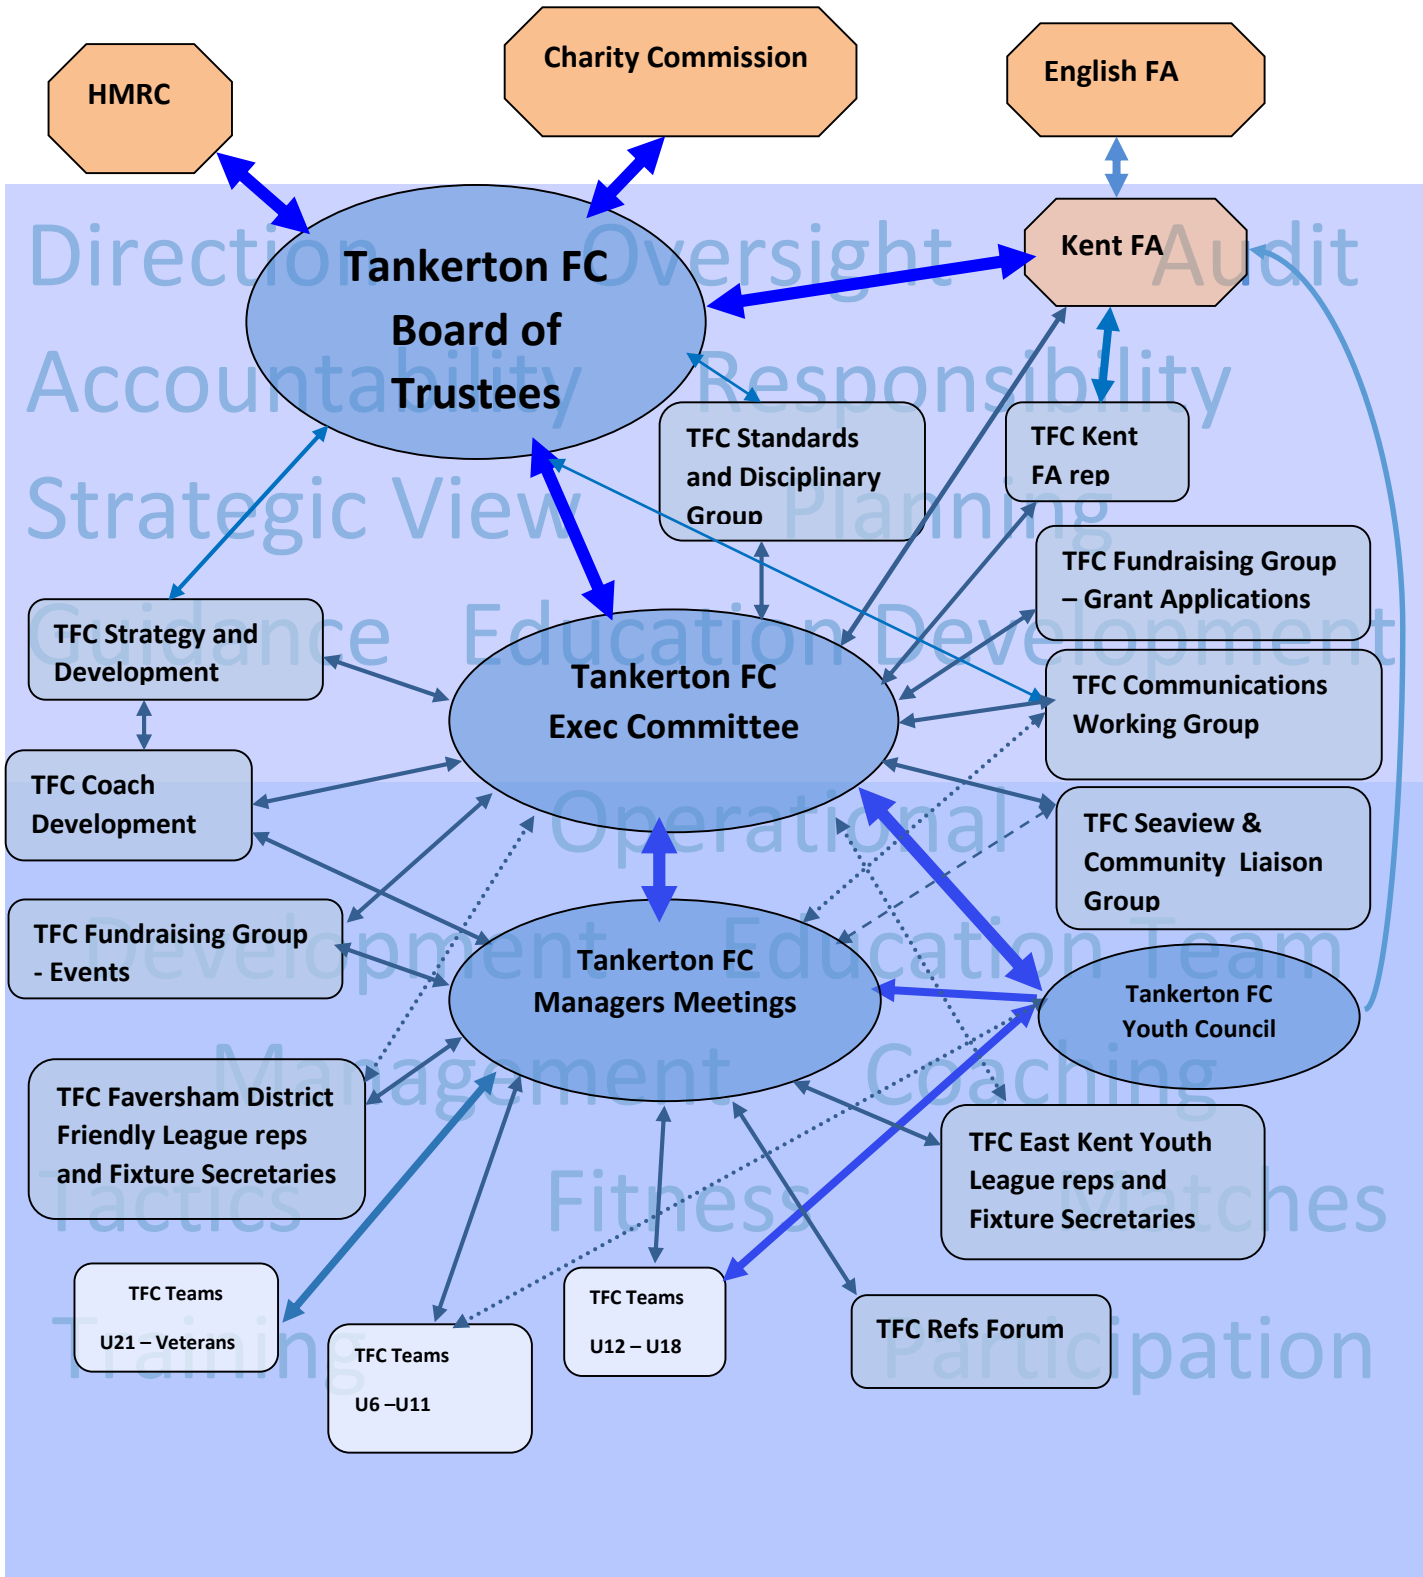 HMRC
Charity Commission
English FA
Direction Oversight Audit
Kent FA
Tankerton FC
Board of
Trustees
Accountability Responsibility
TFC Standards
and Disciplinary
Group
TFC Kent
FA rep
Strategic View Planning
TFC Fundraising Group
– Grant Applications
Guidance Education Development
TFC Strategy and
Development
Tankerton FC
Exec Committee
TFC Communications
Working Group
TFC Coach
Development
Operational
TFC Seaview &
Community Liaison
Group
TFC Fundraising Group
- Events
Development Education Team
Tankerton FC
Managers Meetings
Tankerton FC
Youth Council
Management Coaching
TFC Faversham District
Friendly League reps
and Fixture Secretaries
TFC East Kent Youth
League reps and
Fixture Secretaries
Tactics Fitness Matches
TFC Teams
U21 – Veterans
TFC Teams
U6 –U11
TFC Teams
U12 – U18
TFC Refs Forum
Training Participation